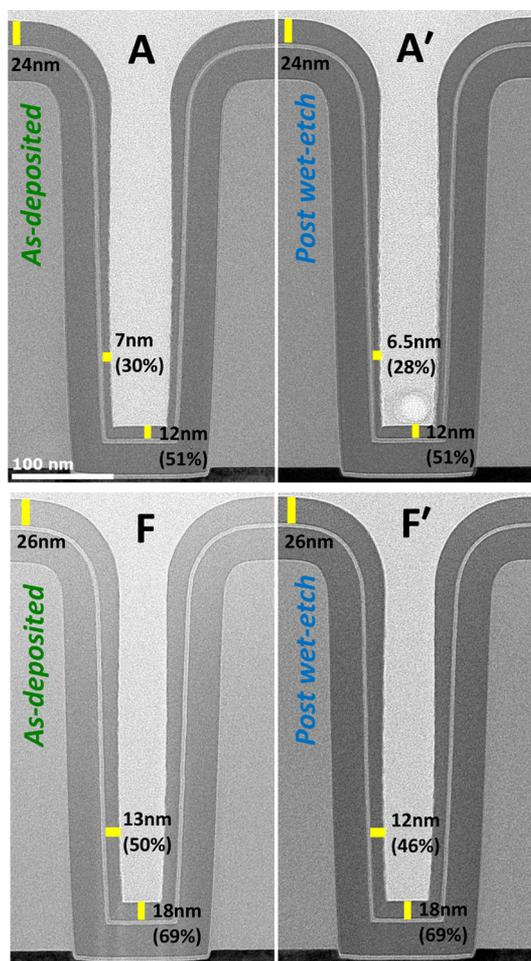 A
24nm
As-deposited
7nm
(30%)
12nm
(51%)
100 nm
A′
24nm
Post wet-etch
6.5nm
(28%)
12nm
(51%)
F
26nm
As-deposited
13nm
(50%)
18nm
(69%)
F′
26nm
Post wet-etch
12nm
(46%)
18nm
(69%)